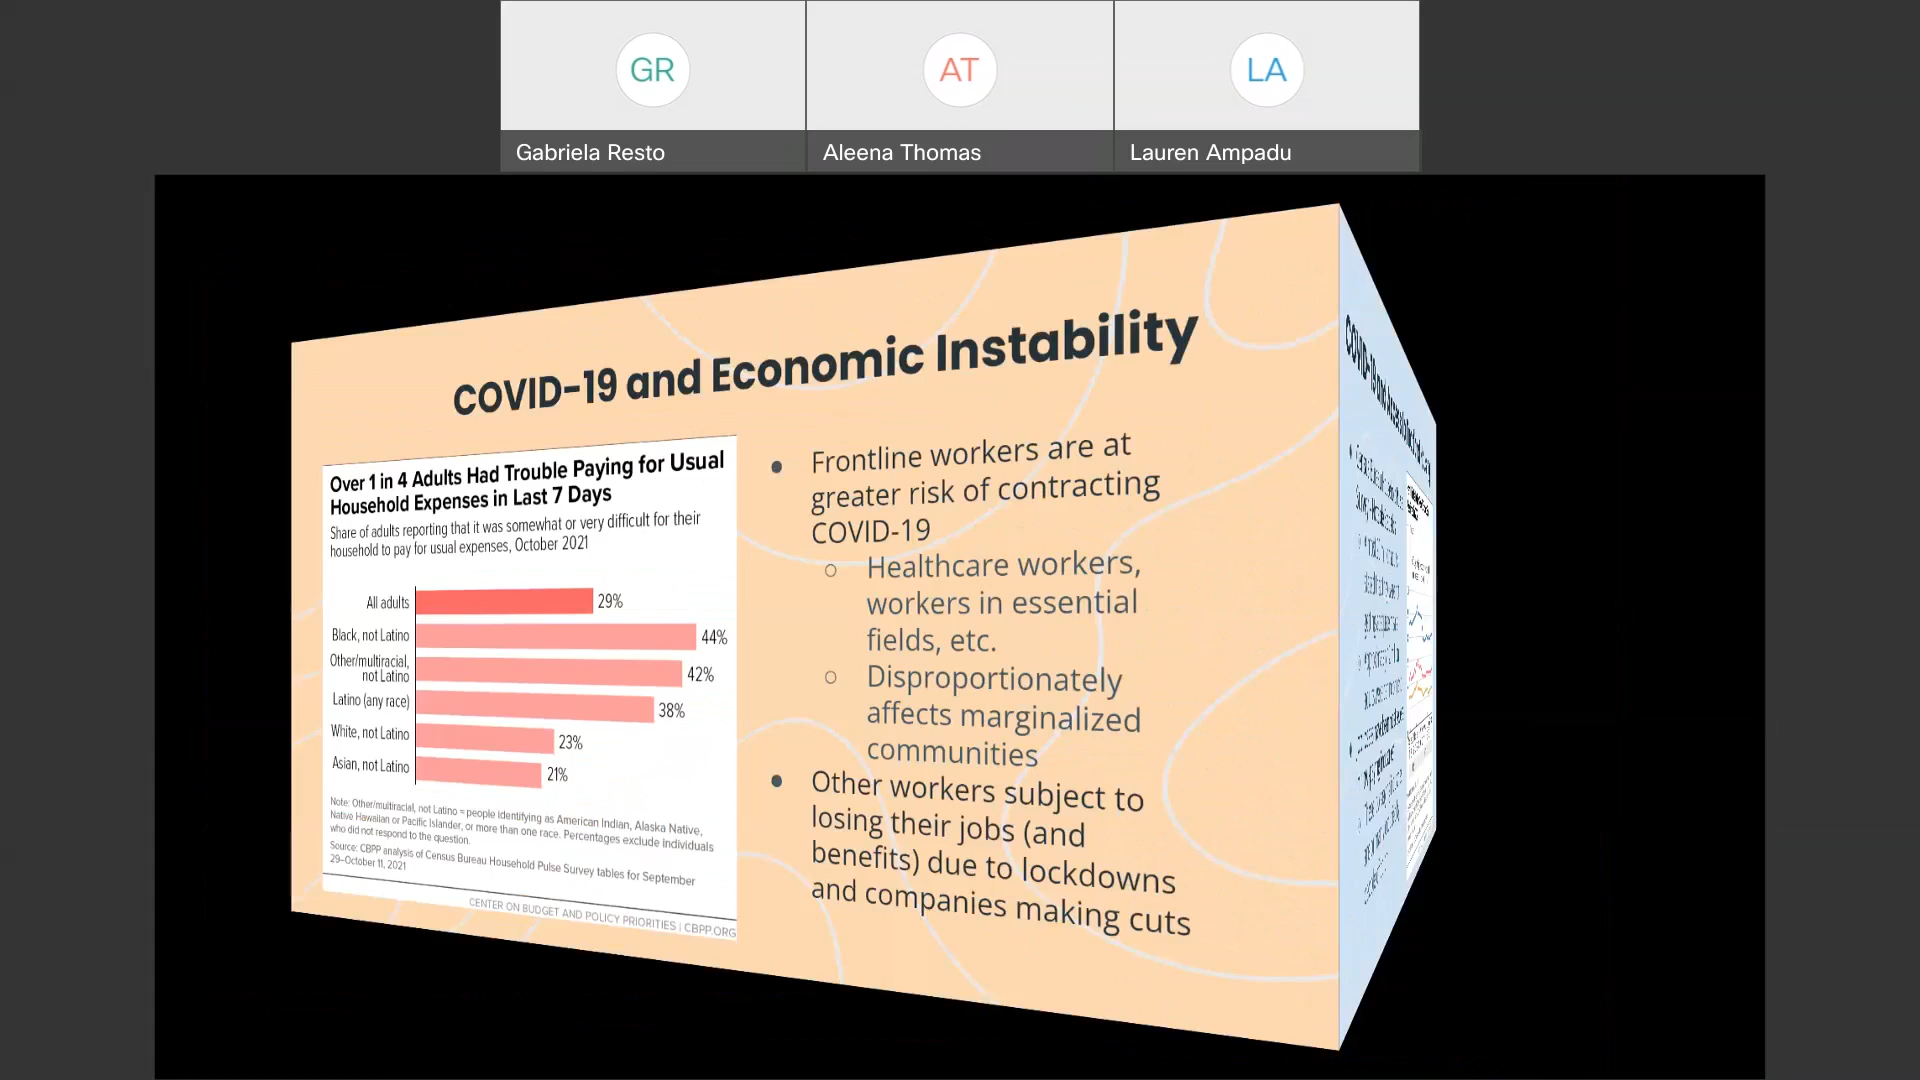 GR
AT
LA
Gabriela Resto
Aleena Thomas
Lauren Ampadu
COVID-19 and Economic Instability
Over 1 in 4 Adults Had Trouble Paying for Usual
Household Expenses in Last 7 Days
Share of adults reporting that it was somewhat or very difficult for their
household to pay for usual expenses, October 2021
All adults 29%
Black, not Latino 44%
Other/multiracial,
not Latino 42%
Latino (any race) 38%
White, not Latino 23%
Asian, not Latino 21%
Note: Other/multiracial, not Latino = people identifying as American Indian, Alaska Native,
Native Hawaiian or Pacific Islander, or more than one race. Percentages exclude individuals
who did not respond to the question.
Source: CBPP analysis of Census Bureau Household Pulse Survey tables for September
29–October 11, 2021
CENTER ON BUDGET AND POLICY PRIORITIES | CBPP.ORG
● Frontline workers are at
greater risk of contracting
COVID-19
○ Healthcare workers,
workers in essential
fields, etc.
○ Disproportionately
affects marginalized
communities
● Other workers subject to
losing their jobs (and
benefits) due to lockdowns
and companies making cuts
COVID-19 and